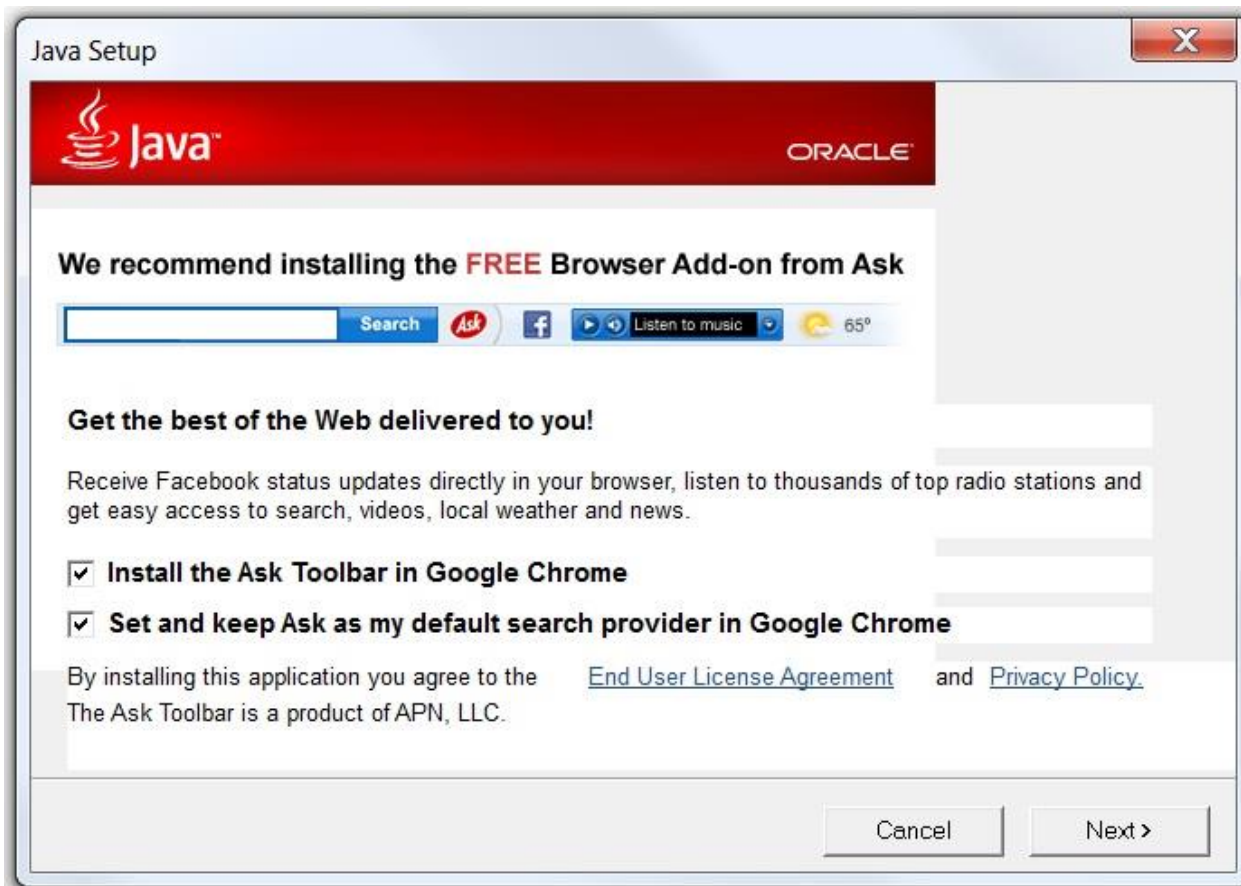 Java Setup
Java™
ORACLE
We recommend installing the FREE Browser Add-on from Ask
Search Ask f Listen to music 65°
Get the best of the Web delivered to you!
Receive Facebook status updates directly in your browser, listen to thousands of top radio stations and
get easy access to search, videos, local weather and news.
Install the Ask Toolbar in Google Chrome
Set and keep Ask as my default search provider in Google Chrome
By installing this application you agree to the End User License Agreement and Privacy Policy.
The Ask Toolbar is a product of APN, LLC.
Cancel Next >